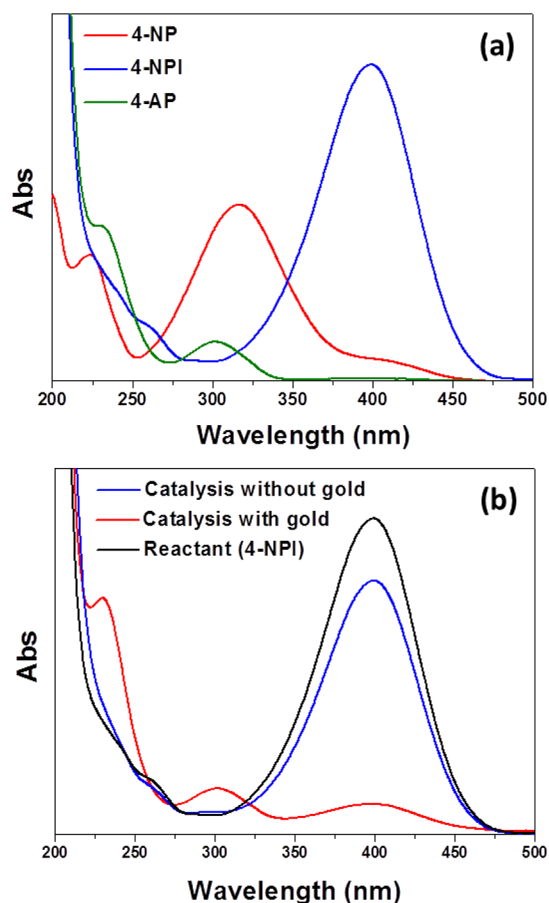 (a)
4-NP
4-NPI
4-AP
Abs
200 250 300 350 400 450 500
Wavelength (nm)
(b)
Catalysis without gold
Catalysis with gold
Reactant (4-NPI)
Abs
200 250 300 350 400 450 500
Wavelength (nm)